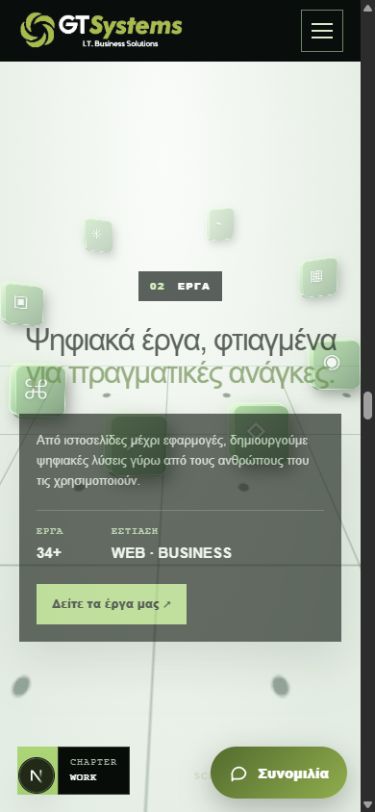 GTSystems
I.T. Business Solutions
02 ΕΡΓΑ
Ψηφιακά έργα, φτιαγμένα
για πραγματικές ανάγκες.
Από ιστοσελίδες μέχρι εφαρμογές, δημιουργούμε
ψηφιακές λύσεις γύρω από τους ανθρώπους που
τις χρησιμοποιούν.
ΕΡΓΑ ΕΣΤΙΑΣΗ
34+ WEB · BUSINESS
Δείτε τα έργα μας ↗
N CHAPTER
WORK
Συνομιλία